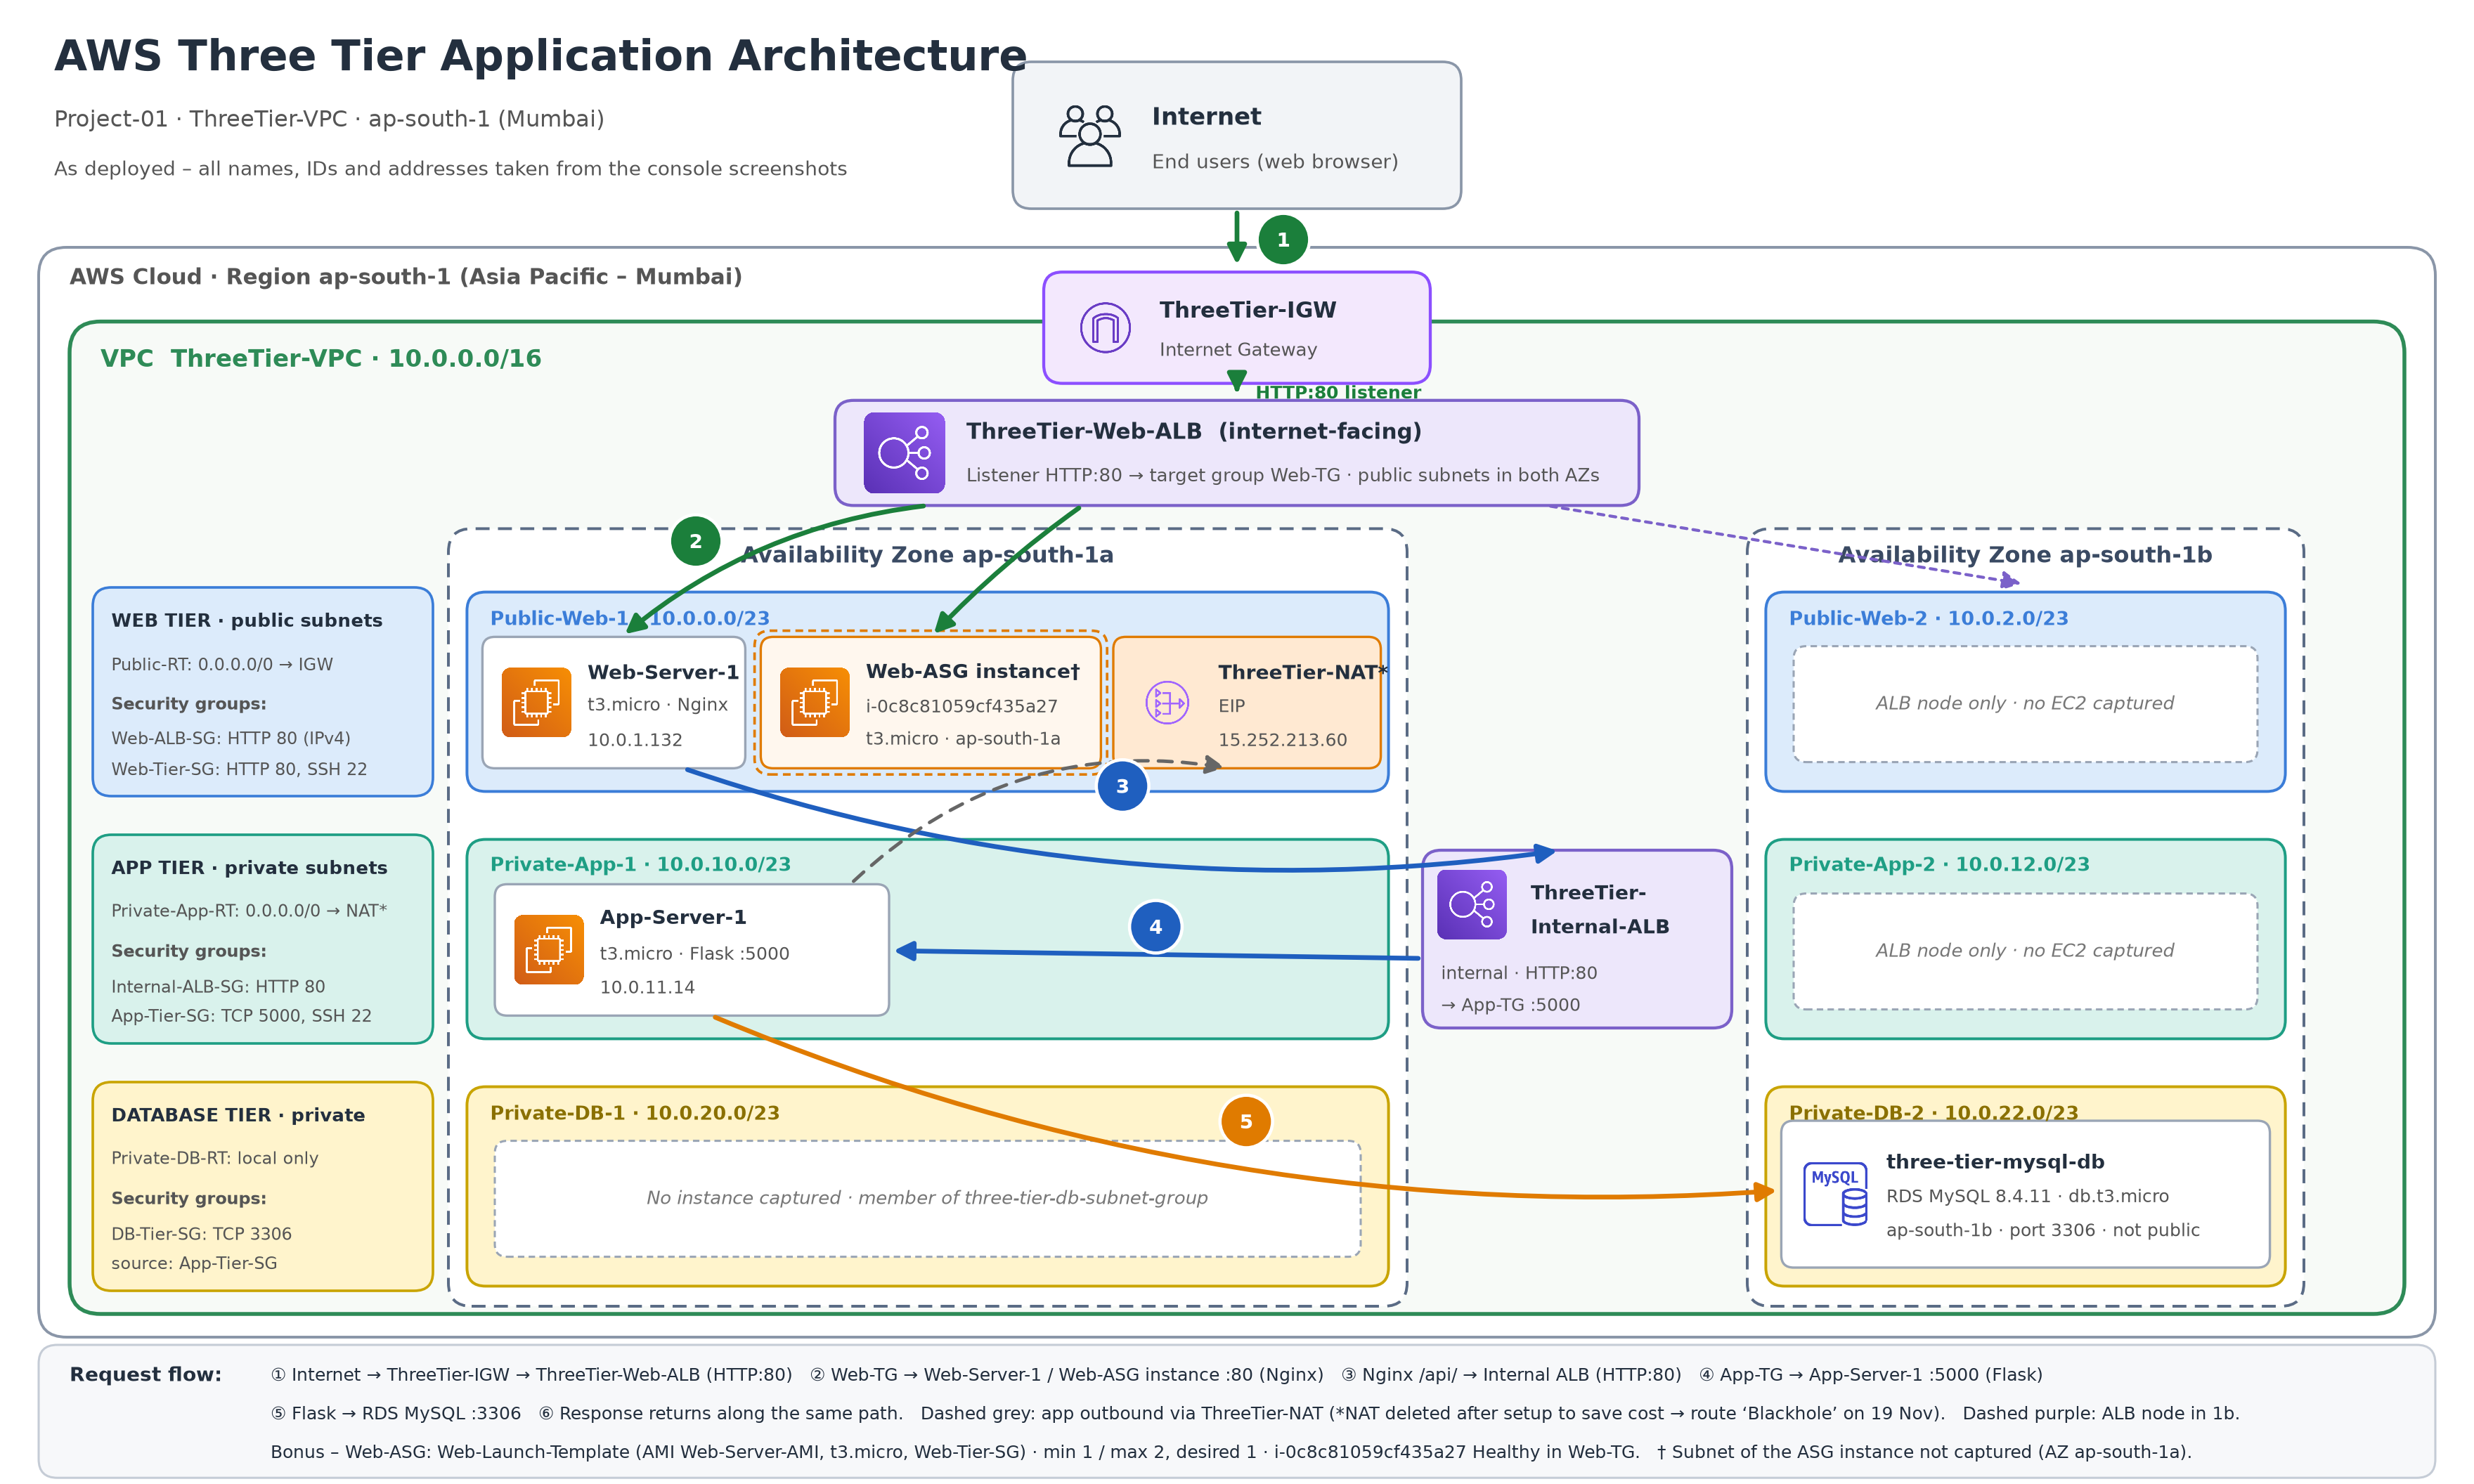 AWS Three Tier Application Architecture
Project-01 · ThreeTier-VPC · ap-south-1 (Mumbai)
As deployed – all names, IDs and addresses taken from the console screenshots
Internet
End users (web browser)
1
AWS Cloud · Region ap-south-1 (Asia Pacific – Mumbai)
ThreeTier-IGW
Internet Gateway
VPC  ThreeTier-VPC · 10.0.0.0/16
HTTP:80 listener
ThreeTier-Web-ALB  (internet-facing)
Listener HTTP:80 → target group Web-TG · public subnets in both AZs
2
Availability Zone ap-south-1a
Availability Zone ap-south-1b
WEB TIER · public subnets
Public-RT: 0.0.0.0/0 → IGW
Security groups:
Web-ALB-SG: HTTP 80 (IPv4)
Web-Tier-SG: HTTP 80, SSH 22
Public-Web-1 · 10.0.0.0/23
Web-Server-1
t3.micro · Nginx
10.0.1.132
Web-ASG instance†
i-0c8c81059cf435a27
t3.micro · ap-south-1a
ThreeTier-NAT*
EIP
15.252.213.60
Public-Web-2 · 10.0.2.0/23
ALB node only · no EC2 captured
3
APP TIER · private subnets
Private-App-RT: 0.0.0.0/0 → NAT*
Security groups:
Internal-ALB-SG: HTTP 80
App-Tier-SG: TCP 5000, SSH 22
Private-App-1 · 10.0.10.0/23
App-Server-1
t3.micro · Flask :5000
10.0.11.14
4
ThreeTier-
Internal-ALB
internal · HTTP:80
→ App-TG :5000
Private-App-2 · 10.0.12.0/23
ALB node only · no EC2 captured
DATABASE TIER · private
Private-DB-RT: local only
Security groups:
DB-Tier-SG: TCP 3306
source: App-Tier-SG
Private-DB-1 · 10.0.20.0/23
5
No instance captured · member of three-tier-db-subnet-group
Private-DB-2 · 10.0.22.0/23
MySQL
three-tier-mysql-db
RDS MySQL 8.4.11 · db.t3.micro
ap-south-1b · port 3306 · not public
Request flow:
① Internet → ThreeTier-IGW → ThreeTier-Web-ALB (HTTP:80)   ② Web-TG → Web-Server-1 / Web-ASG instance :80 (Nginx)   ③ Nginx /api/ → Internal ALB (HTTP:80)   ④ App-TG → App-Server-1 :5000 (Flask)
⑤ Flask → RDS MySQL :3306   ⑥ Response returns along the same path.   Dashed grey: app outbound via ThreeTier-NAT (*NAT deleted after setup to save cost → route ‘Blackhole’ on 19 Nov).   Dashed purple: ALB node in 1b.
Bonus – Web-ASG: Web-Launch-Template (AMI Web-Server-AMI, t3.micro, Web-Tier-SG) · min 1 / max 2, desired 1 · i-0c8c81059cf435a27 Healthy in Web-TG.   † Subnet of the ASG instance not captured (AZ ap-south-1a).